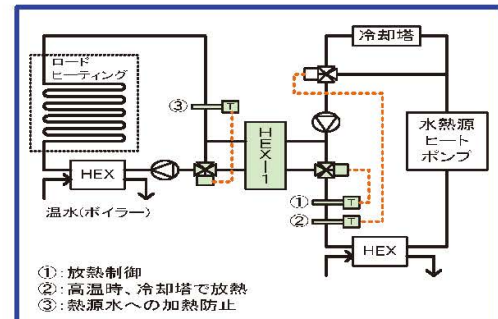 冷却塔
ロード
ヒーティング
③
T
HEX-1
水熱源
ヒート
ポンプ
HEX
温水(ボイラー)
①
T
②
T
HEX
①:放熱制御
②:高温時、冷却塔で放熱
③:熱源水への加熱防止